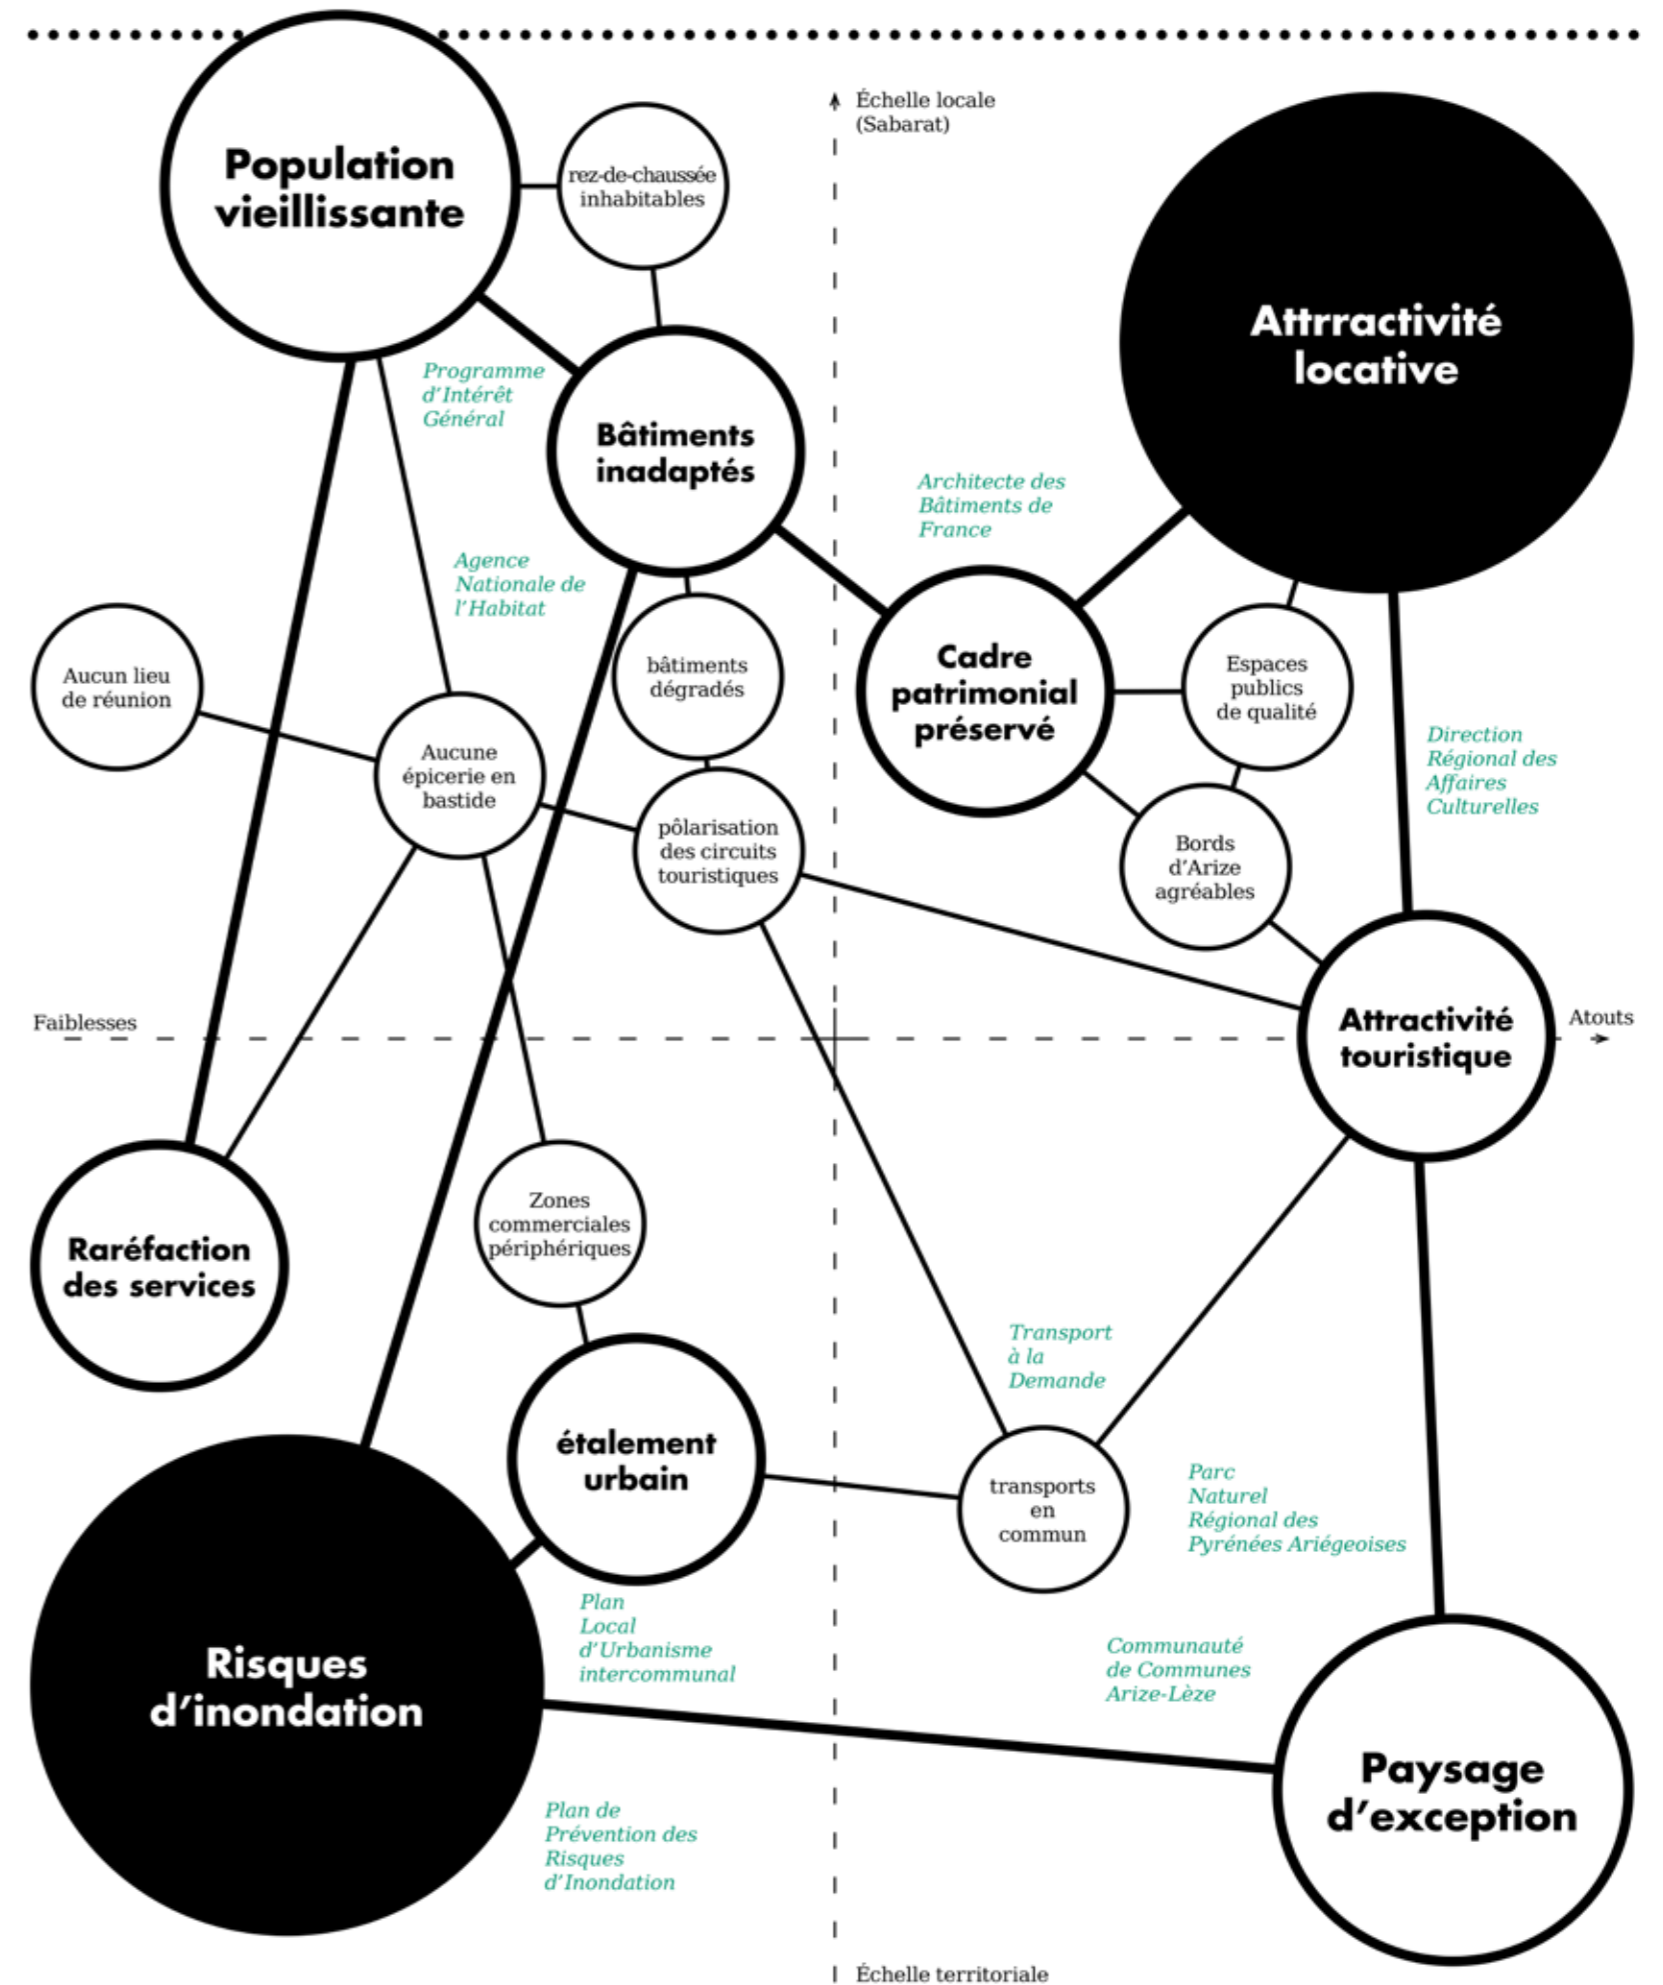 Échelle locale
(Sabarat)
Population
vieillissante
rez-de-chaussée
inhabitables
Attrractivité
locative
Programme
d'Intérêt
Général
Bâtiments
inadaptés
Architecte des
Bâtiments de
France
Agence
Nationale de
l'Habitat
Aucun lieu
de réunion
bâtiments
dégradés
Cadre
patrimonial
préservé
Espaces
publics
de qualité
Direction
Régional des
Affaires
Culturelles
Aucune
épicerie en
bastide
pôlarisation
des circuits
touristiques
Bords
d'Arize
agréables
Faiblesses
Attractivité
touristique
Atouts
Raréfaction
des services
Zones
commerciales
périphériques
Transport
à la
Demande
étalement
urbain
transports
en
commun
Parc
Naturel
Régional des
Pyrénées Ariégeoises
Plan
Local
d'Urbanisme
intercommunal
Communauté
de Communes
Arize-Lèze
Risques
d'inondation
Paysage
d'exception
Plan de
Prévention des
Risques
d'Inondation
Échelle territoriale